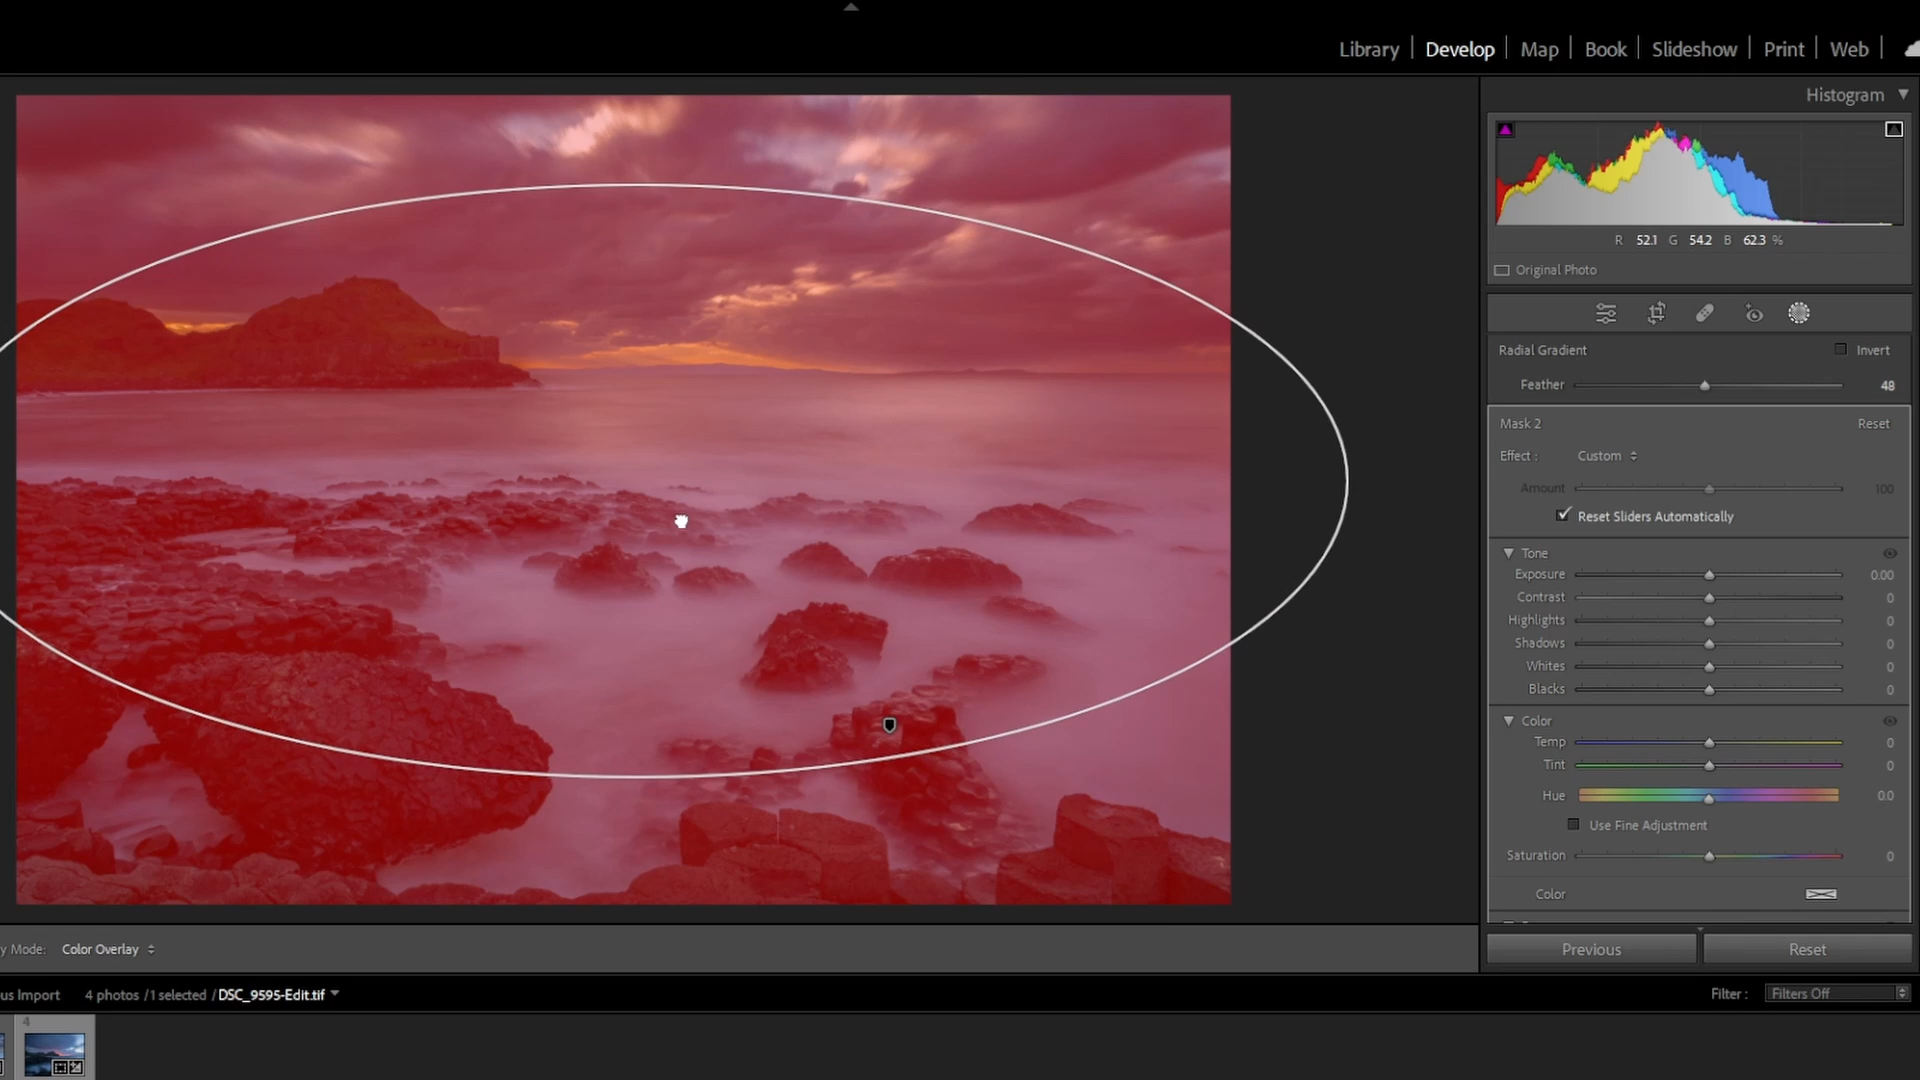 Library | Develop | Map | Book | Slideshow | Print | Web |
Histogram
R 52.1 G 54.2 B 62.3 %
Original Photo
Radial Gradient Invert
Feather 48
Mask 2 Reset
Effect : Custom
Amount 100
Reset Sliders Automatically
Tone
Exposure 0.00
Contrast 0
Highlights 0
Shadows 0
Whites 0
Blacks 0
Color
Temp 0
Tint 0
Hue 0.0
Use Fine Adjustment
Saturation 0
Color
Previous Reset
y Mode: Color Overlay
us Import 4 photos / 1 selected / DSC_9595-Edit.tif Filter : Filters Off
4